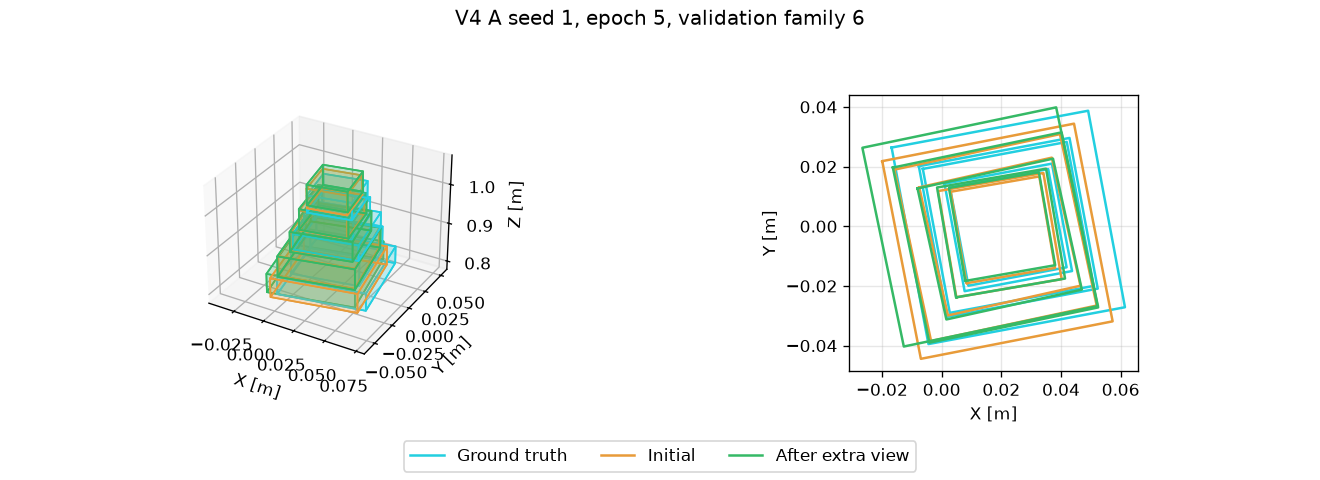 V4 A seed 1, epoch 5, validation family 6
1.0
0.9
0.8
Z [m]
0.050
0.025
0.000
−0.025
−0.050
Y [m]
−0.025
0.000
0.025
0.050
0.075
X [m]
0.04
0.02
0.00
−0.02
−0.04
Y [m]
−0.02 0.00 0.02 0.04 0.06
X [m]
Ground truth Initial After extra view